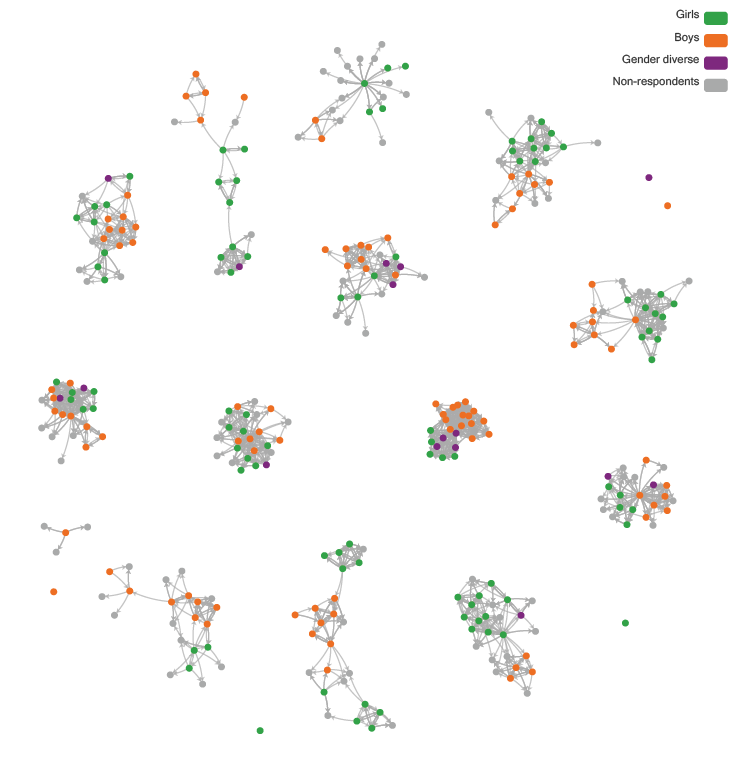 Girls
Boys
Gender diverse
Non-respondents